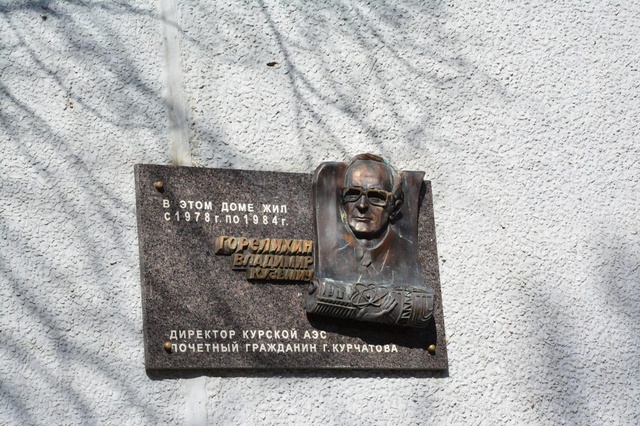 В ЭТОМ ДОМЕ ЖИЛ
С 1978 г. ПО 1984 г.
ГОРЕЛИХИН
ВЛАДИМИР
КУЗЬМИЧ
ДИРЕКТОР КУРСКОЙ АЭС
ПОЧЕТНЫЙ ГРАЖДАНИН Г. КУРЧАТОВА